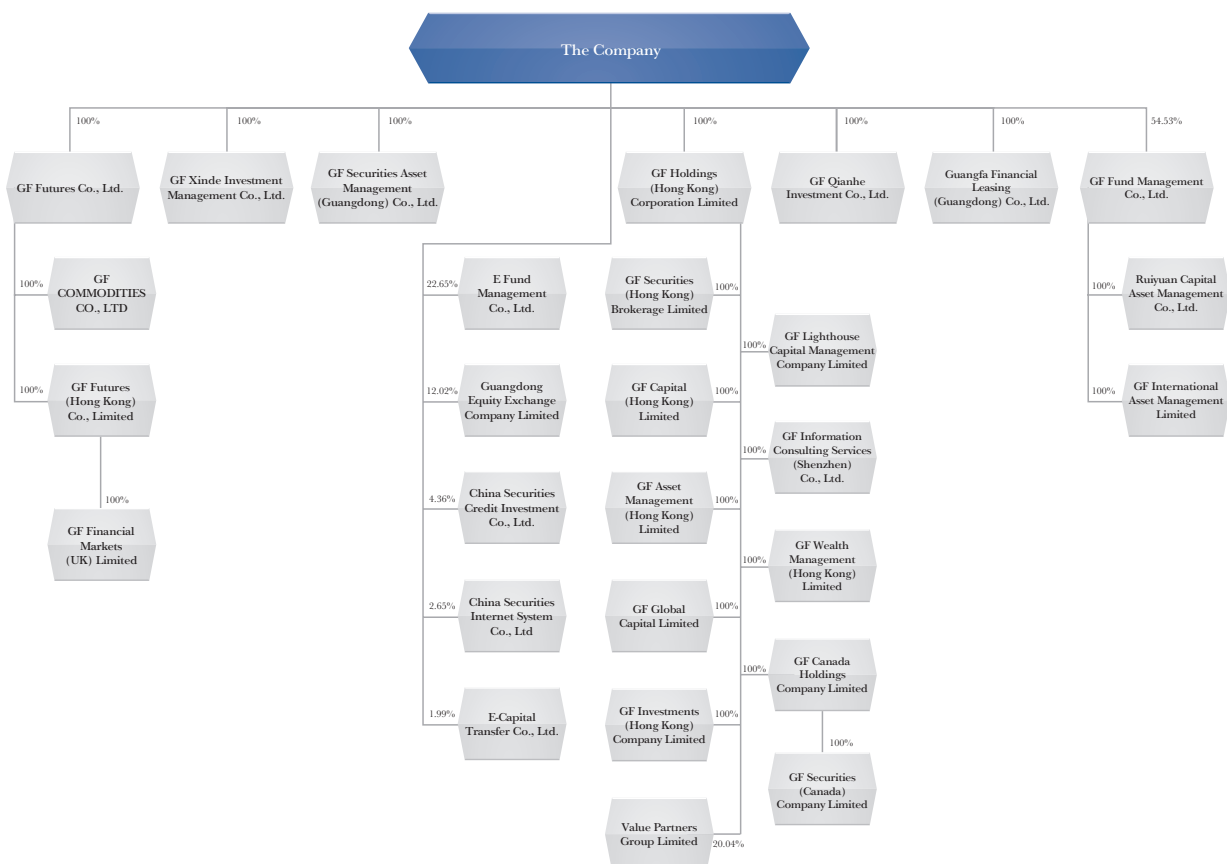 The Company
100%
100%
100%
100%
100%
100%
54.53%
GF Futures Co., Ltd.
GF Xinde Investment
Management Co., Ltd.
GF Securities Asset
Management
(Guangdong) Co., Ltd.
GF Holdings
(Hong Kong)
Corporation Limited
GF Qianhe
Investment Co., Ltd.
Guangfa Financial
Leasing
(Guangdong) Co., Ltd.
GF Fund Management
Co., Ltd.
100%
GF
COMMODITIES
CO., LTD
100%
GF Futures
(Hong Kong)
Co., Limited
100%
GF Financial
Markets
(UK) Limited
22.65%
E Fund
Management
Co., Ltd.
12.02%
Guangdong
Equity Exchange
Company Limited
4.36%
China Securities
Credit Investment
Co., Ltd.
2.65%
China Securities
Internet System
Co., Ltd
1.99%
E-Capital
Transfer Co., Ltd.
GF Securities
(Hong Kong)
Brokerage Limited
100%
100%
GF Lighthouse
Capital Management
Company Limited
GF Capital
(Hong Kong)
Limited
100%
100%
GF Information
Consulting Services
(Shenzhen)
Co., Ltd.
GF Asset
Management
(Hong Kong)
Limited
100%
100%
GF Wealth
Management
(Hong Kong)
Limited
GF Global
Capital Limited
100%
100%
GF Canada
Holdings
Company Limited
GF Investments
(Hong Kong)
Company Limited
100%
100%
GF Securities
(Canada)
Company Limited
Value Partners
Group Limited
20.04%
100%
Ruiyuan Capital
Asset Management
Co., Ltd.
100%
GF International
Asset Management
Limited